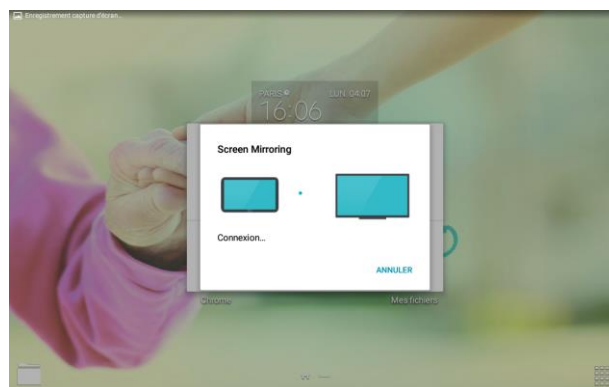 Enregistrement capture d'écran...
PARIS LUN. 04/07
16:06
Screen Mirroring
Connexion...
ANNULER
Chrome Mes fichiers